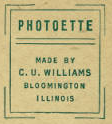 PHOTOETTE
MADE BY
C. U. WILLIAMS
BLOOMINGTON
ILLINOIS